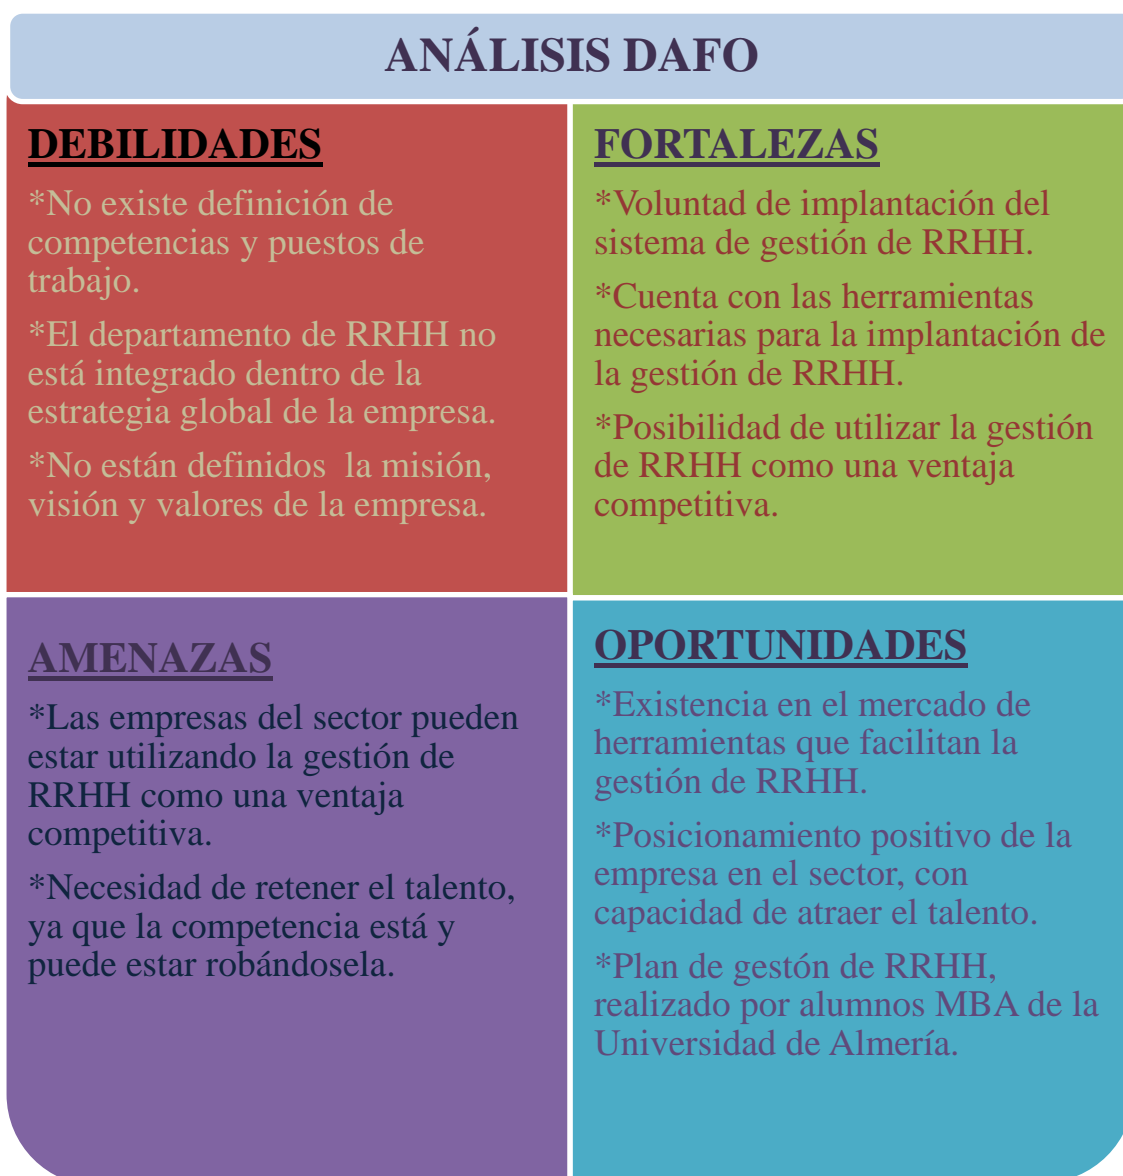 ANÁLISIS DAFO
DEBILIDADES
*No existe definición de
competencias y puestos de
trabajo.
*El departamento de RRHH no
está integrado dentro de la
estrategia global de la empresa.
*No están definidos  la misión,
visión y valores de la empresa.
FORTALEZAS
*Voluntad de implantación del
sistema de gestión de RRHH.
*Cuenta con las herramientas
necesarias para la implantación de
la gestión de RRHH.
*Posibilidad de utilizar la gestión
de RRHH como una ventaja
competitiva.
AMENAZAS
*Las empresas del sector pueden
estar utilizando la gestión de
RRHH como una ventaja
competitiva.
*Necesidad de retener el talento,
ya que la competencia está y
puede estar robándosela.
OPORTUNIDADES
*Existencia en el mercado de
herramientas que facilitan la
gestión de RRHH.
*Posicionamiento positivo de la
empresa en el sector, con
capacidad de atraer el talento.
*Plan de gestón de RRHH,
realizado por alumnos MBA de la
Universidad de Almería.